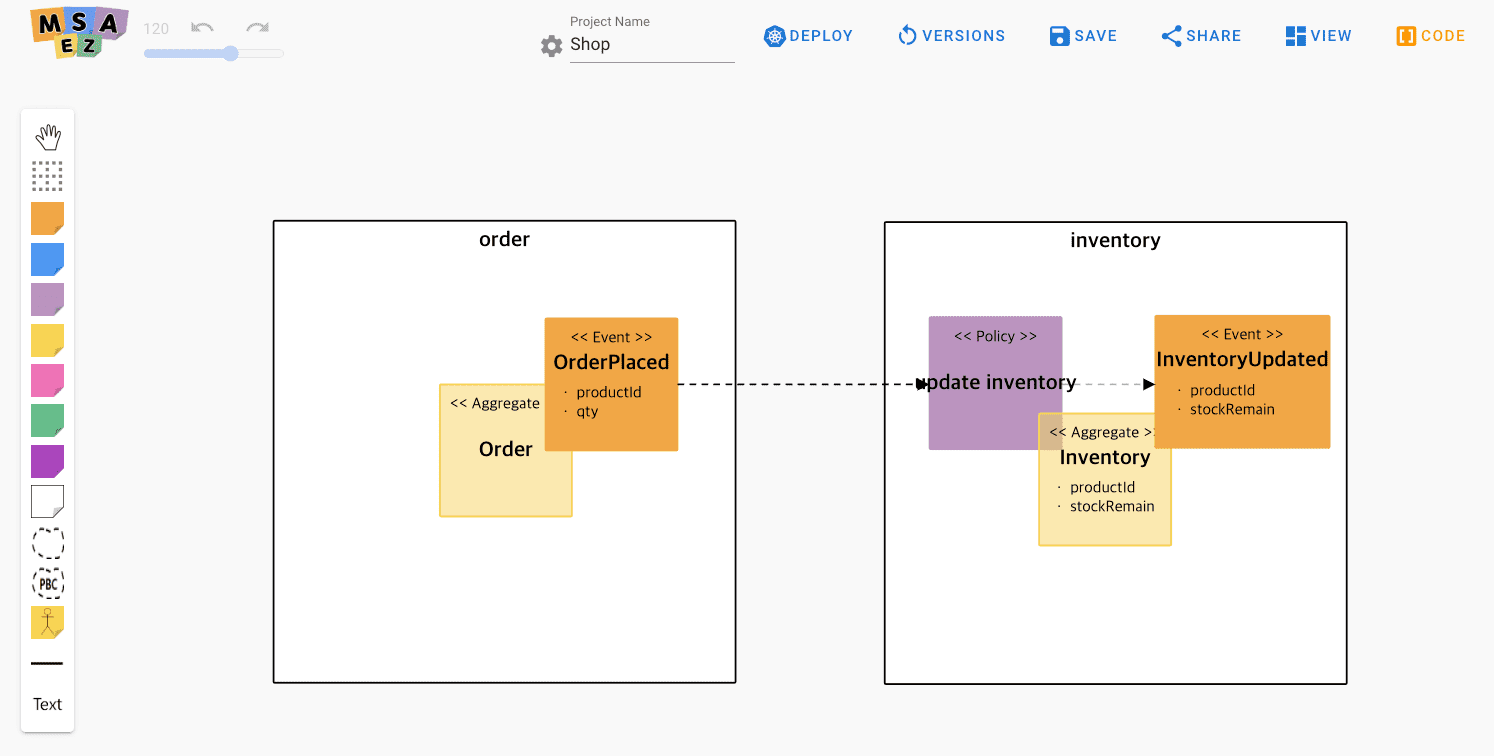 M S A
E Z
120
Project Name
Shop
DEPLOY
VERSIONS
SAVE
SHARE
VIEW
CODE
PBC
Text
order
<< Event >>
OrderPlaced
· productId
· qty
<< Aggregate
Order
inventory
<< Policy >>
update inventory
<< Event >>
InventoryUpdated
· productId
· stockRemain
<< Aggregate >>
Inventory
· productId
· stockRemain